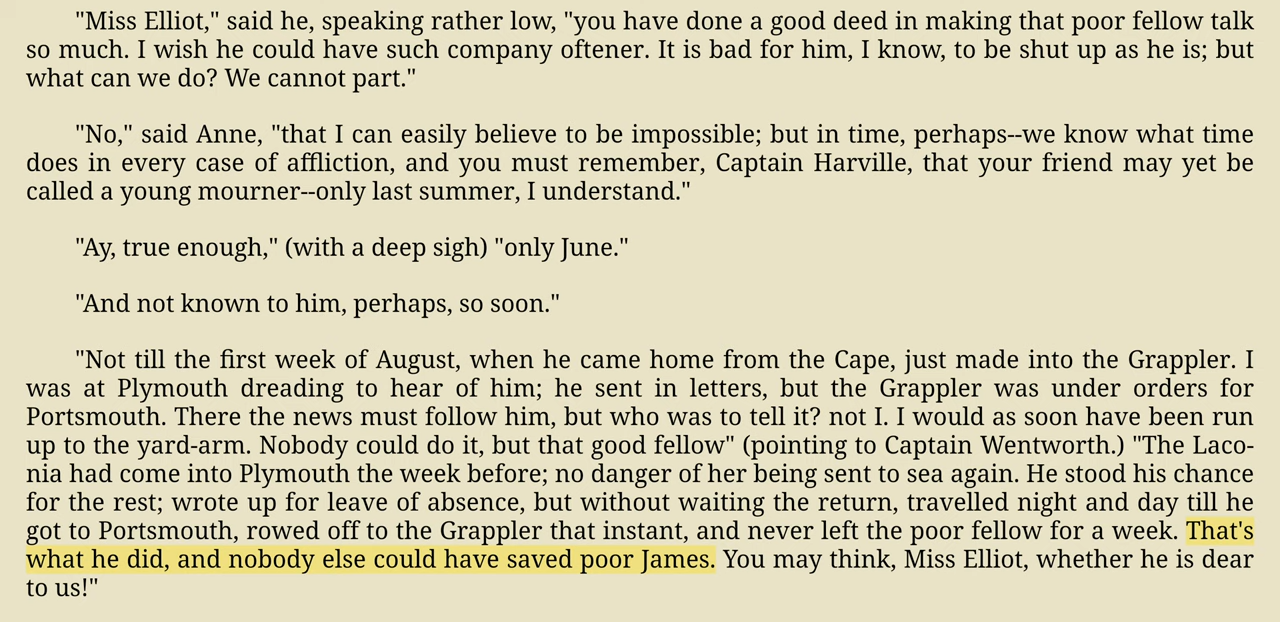 "Miss Elliot," said he, speaking rather low, "you have done a good deed in making that poor fellow talk
so much. I wish he could have such company oftener. It is bad for him, I know, to be shut up as he is; but
what can we do? We cannot part."
"No," said Anne, "that I can easily believe to be impossible; but in time, perhaps--we know what time
does in every case of affliction, and you must remember, Captain Harville, that your friend may yet be
called a young mourner--only last summer, I understand."
"Ay, true enough," (with a deep sigh) "only June."
"And not known to him, perhaps, so soon."
"Not till the first week of August, when he came home from the Cape, just made into the Grappler. I
was at Plymouth dreading to hear of him; he sent in letters, but the Grappler was under orders for
Portsmouth. There the news must follow him, but who was to tell it? not I. I would as soon have been run
up to the yard-arm. Nobody could do it, but that good fellow" (pointing to Captain Wentworth.) "The Laco-
nia had come into Plymouth the week before; no danger of her being sent to sea again. He stood his chance
for the rest; wrote up for leave of absence, but without waiting the return, travelled night and day till he
got to Portsmouth, rowed off to the Grappler that instant, and never left the poor fellow for a week. That's
what he did, and nobody else could have saved poor James. You may think, Miss Elliot, whether he is dear
to us!"